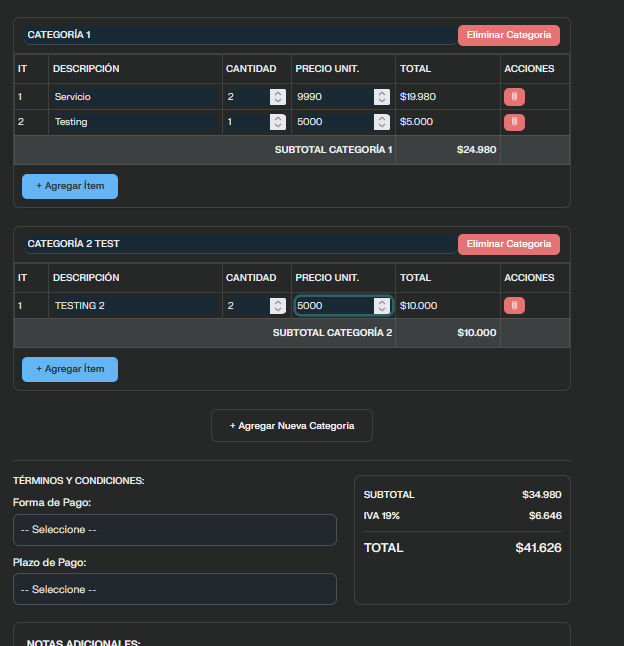 CATEGORÍA 1 Eliminar Categoría
IT DESCRIPCIÓN CANTIDAD PRECIO UNIT. TOTAL ACCIONES
1 Servicio 2 9990 $19.980
2 Testing 1 5000 $5.000
SUBTOTAL CATEGORÍA 1 $24.980
+ Agregar Ítem
CATEGORÍA 2 TEST Eliminar Categoría
IT DESCRIPCIÓN CANTIDAD PRECIO UNIT. TOTAL ACCIONES
1 TESTING 2 2 5000 $10.000
SUBTOTAL CATEGORÍA 2 $10.000
+ Agregar Ítem
+ Agregar Nueva Categoría
TÉRMINOS Y CONDICIONES:
Forma de Pago:
-- Seleccione --
Plazo de Pago:
-- Seleccione --
SUBTOTAL $34.980
IVA 19% $6.646
TOTAL $41.626
NOTAS ADICIONALES: